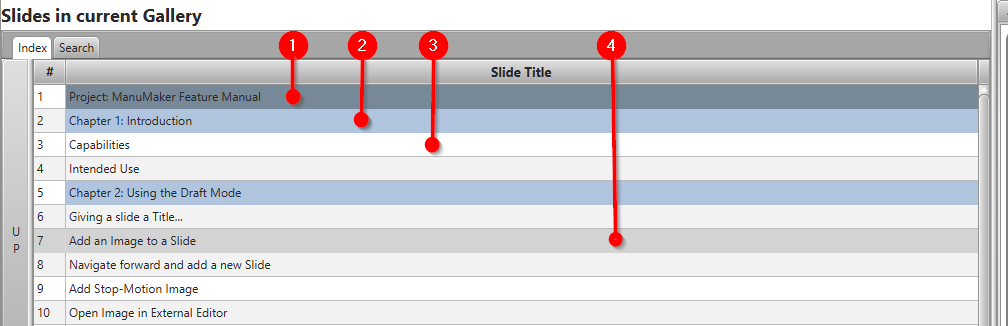 Slides in current Gallery
1 2 3 4
Index Search
# Slide Title
1 Project: ManuMaker Feature Manual
2 Chapter 1: Introduction
3 Capabilities
4 Intended Use
5 Chapter 2: Using the Draft Mode
6 Giving a slide a Title...
7 Add an Image to a Slide
8 Navigate forward and add a new Slide
9 Add Stop-Motion Image
10 Open Image in External Editor
U
P